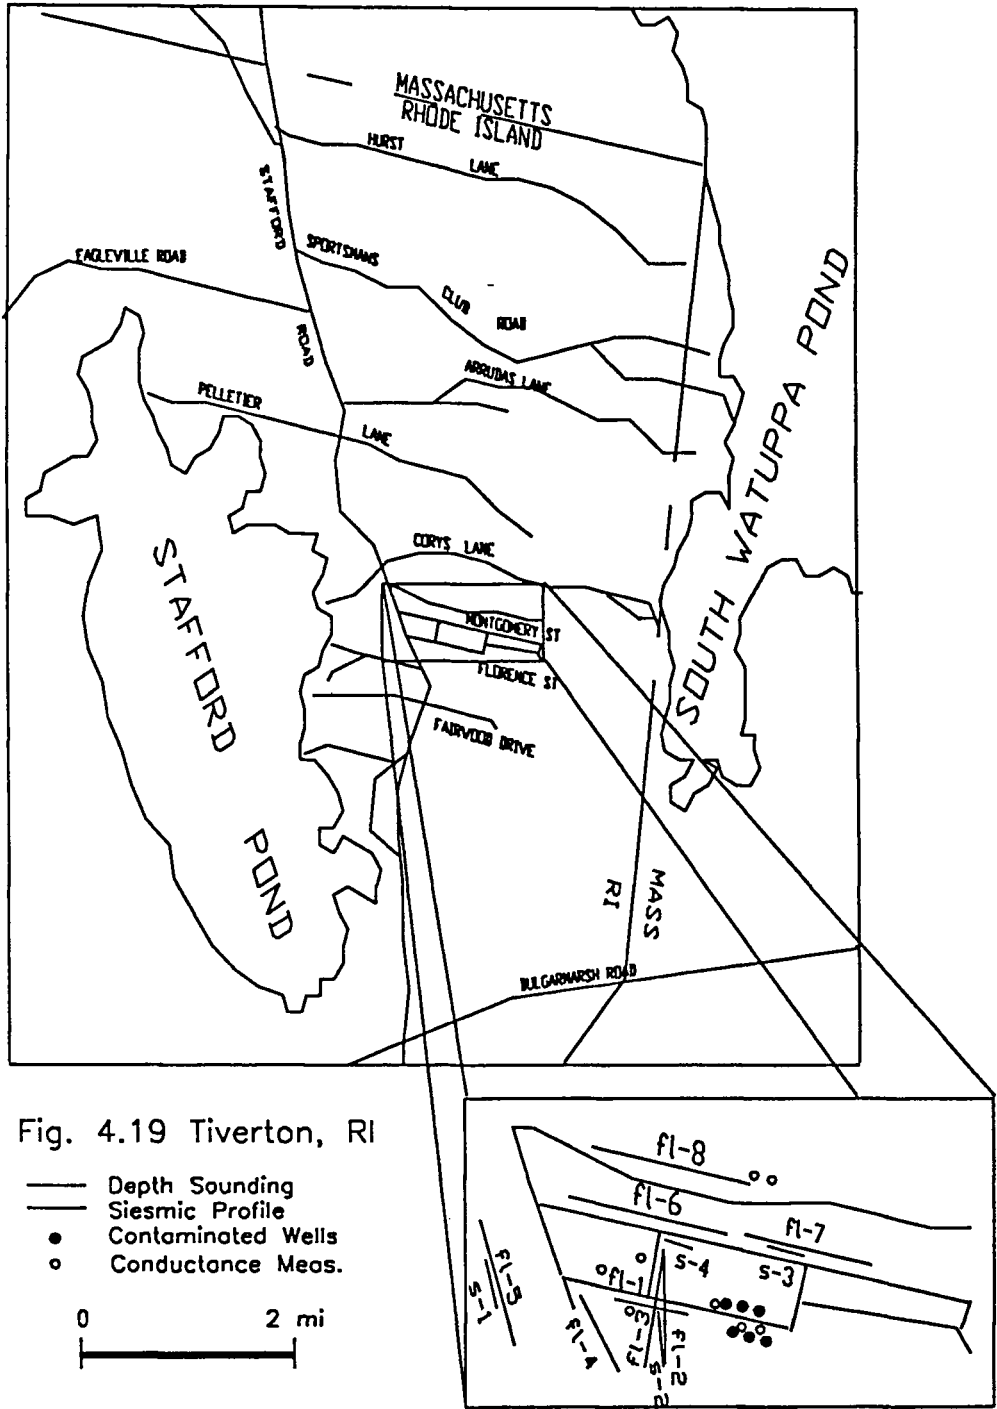 MASSACHUSETTS
RHODE ISLAND
HURST LANE
STAFFORD ROAD
SPORTSMANS CLUB ROAD
EAGLEVILLE ROAD
ARRUDAS LANE
PELLETIER LANE
CORYS LANE
MONTGOMERY ST
FLORENCE ST
FAIRWOOD DRIVE
STAFFORD POND
SOUTH WATUPPA POND
MASS
RI
BULGARMARSH ROAD
Fig. 4.19 Tiverton, RI
Depth Sounding
Siesmic Profile
Contaminated Wells
Conductance Meas.
0 2 mi
fl-8
fl-6
fl-7
s-4
s-3
fl-5
s-1
fl-1
fl-4
fl-3
s-2
fl-2